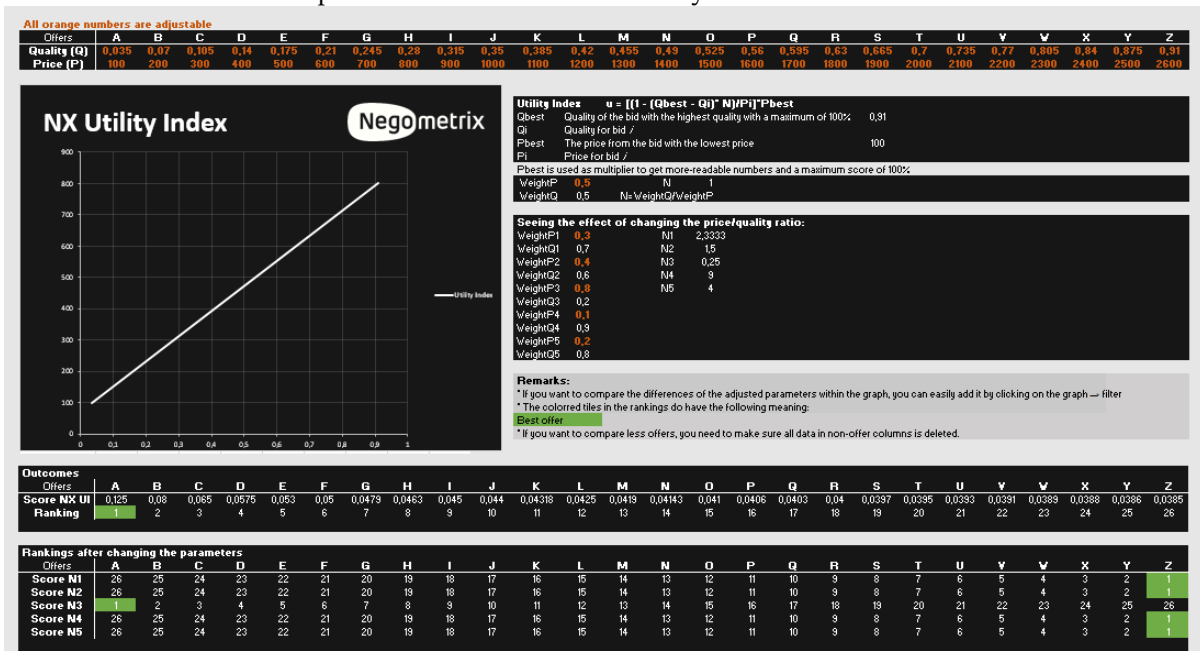 All orange numbers are adjustable
Offers A B C D E F G H I J K L M N O P Q R S T U V W X Y Z
Quality (Q) 0,035 0,07 0,105 0,14 0,175 0,21 0,245 0,28 0,315 0,35 0,385 0,42 0,455 0,49 0,525 0,56 0,595 0,63 0,665 0,7 0,735 0,77 0,805 0,84 0,875 0,91
Price (P) 100 200 300 400 500 600 700 800 900 1000 1100 1200 1300 1400 1500 1600 1700 1800 1900 2000 2100 2200 2300 2400 2500 2600
NX Utility Index
Negometrix
900
800
700
600
500
400
300
200
100
0
0 0,1 0,2 0,3 0,4 0,5 0,6 0,7 0,8 0,9 1
Utility Index
Utility Index u = [(1 - (Qbest - Qi)* N)/Pi]*Pbest
Qbest Quality of the bid with the highest quality with a maximum of 100% 0,91
Qi Quality for bid i
Pbest The price from the bid with the lowest price 100
Pi Price for bid i
Pbest is used as multiplier to get more-readable numbers and a maximum score of 100%
WeightP 0,5 N 1
WeightQ 0,5 N=WeightQ/WeightP
Seeing the effect of changing the price/quality ratio:
WeightP1 0,3 N1 2,3333
WeightQ1 0,7 N2 1,5
WeightP2 0,4 N3 0,25
WeightQ2 0,6 N4 9
WeightP3 0,8 N5 4
WeightQ3 0,2
WeightP4 0,1
WeightQ4 0,9
WeightP5 0,2
WeightQ5 0,8
Remarks:
* If you want to compare the differences of the adjusted parameters within the graph, you can easily add it by clicking on the graph → filter
* The colorred tiles in the rankings do have the following meaning:
Best offer
* If you want to compare less offers, you need to make sure all data in non-offer columns is deleted.
Outcomes
Offers A B C D E F G H I J K L M N O P Q R S T U V W X Y Z
Score NX UI 0,125 0,08 0,065 0,0575 0,053 0,05 0,0479 0,0463 0,045 0,044 0,04318 0,0425 0,0419 0,04143 0,041 0,0406 0,0403 0,04 0,0397 0,0395 0,0393 0,0391 0,0389 0,0388 0,0386 0,0385
Ranking 1 2 3 4 5 6 7 8 9 10 11 12 13 14 15 16 17 18 19 20 21 22 23 24 25 26
Rankings after changing the parameters
Offers A B C D E F G H I J K L M N O P Q R S T U V W X Y Z
Score N1 26 25 24 23 22 21 20 19 18 17 16 15 14 13 12 11 10 9 8 7 6 5 4 3 2 1
Score N2 26 25 24 23 22 21 20 19 18 17 16 15 14 13 12 11 10 9 8 7 6 5 4 3 2 1
Score N3 1 2 3 4 5 6 7 8 9 10 11 12 13 14 15 16 17 18 19 20 21 22 23 24 25 26
Score N4 26 25 24 23 22 21 20 19 18 17 16 15 14 13 12 11 10 9 8 7 6 5 4 3 2 1
Score N5 26 25 24 23 22 21 20 19 18 17 16 15 14 13 12 11 10 9 8 7 6 5 4 3 2 1